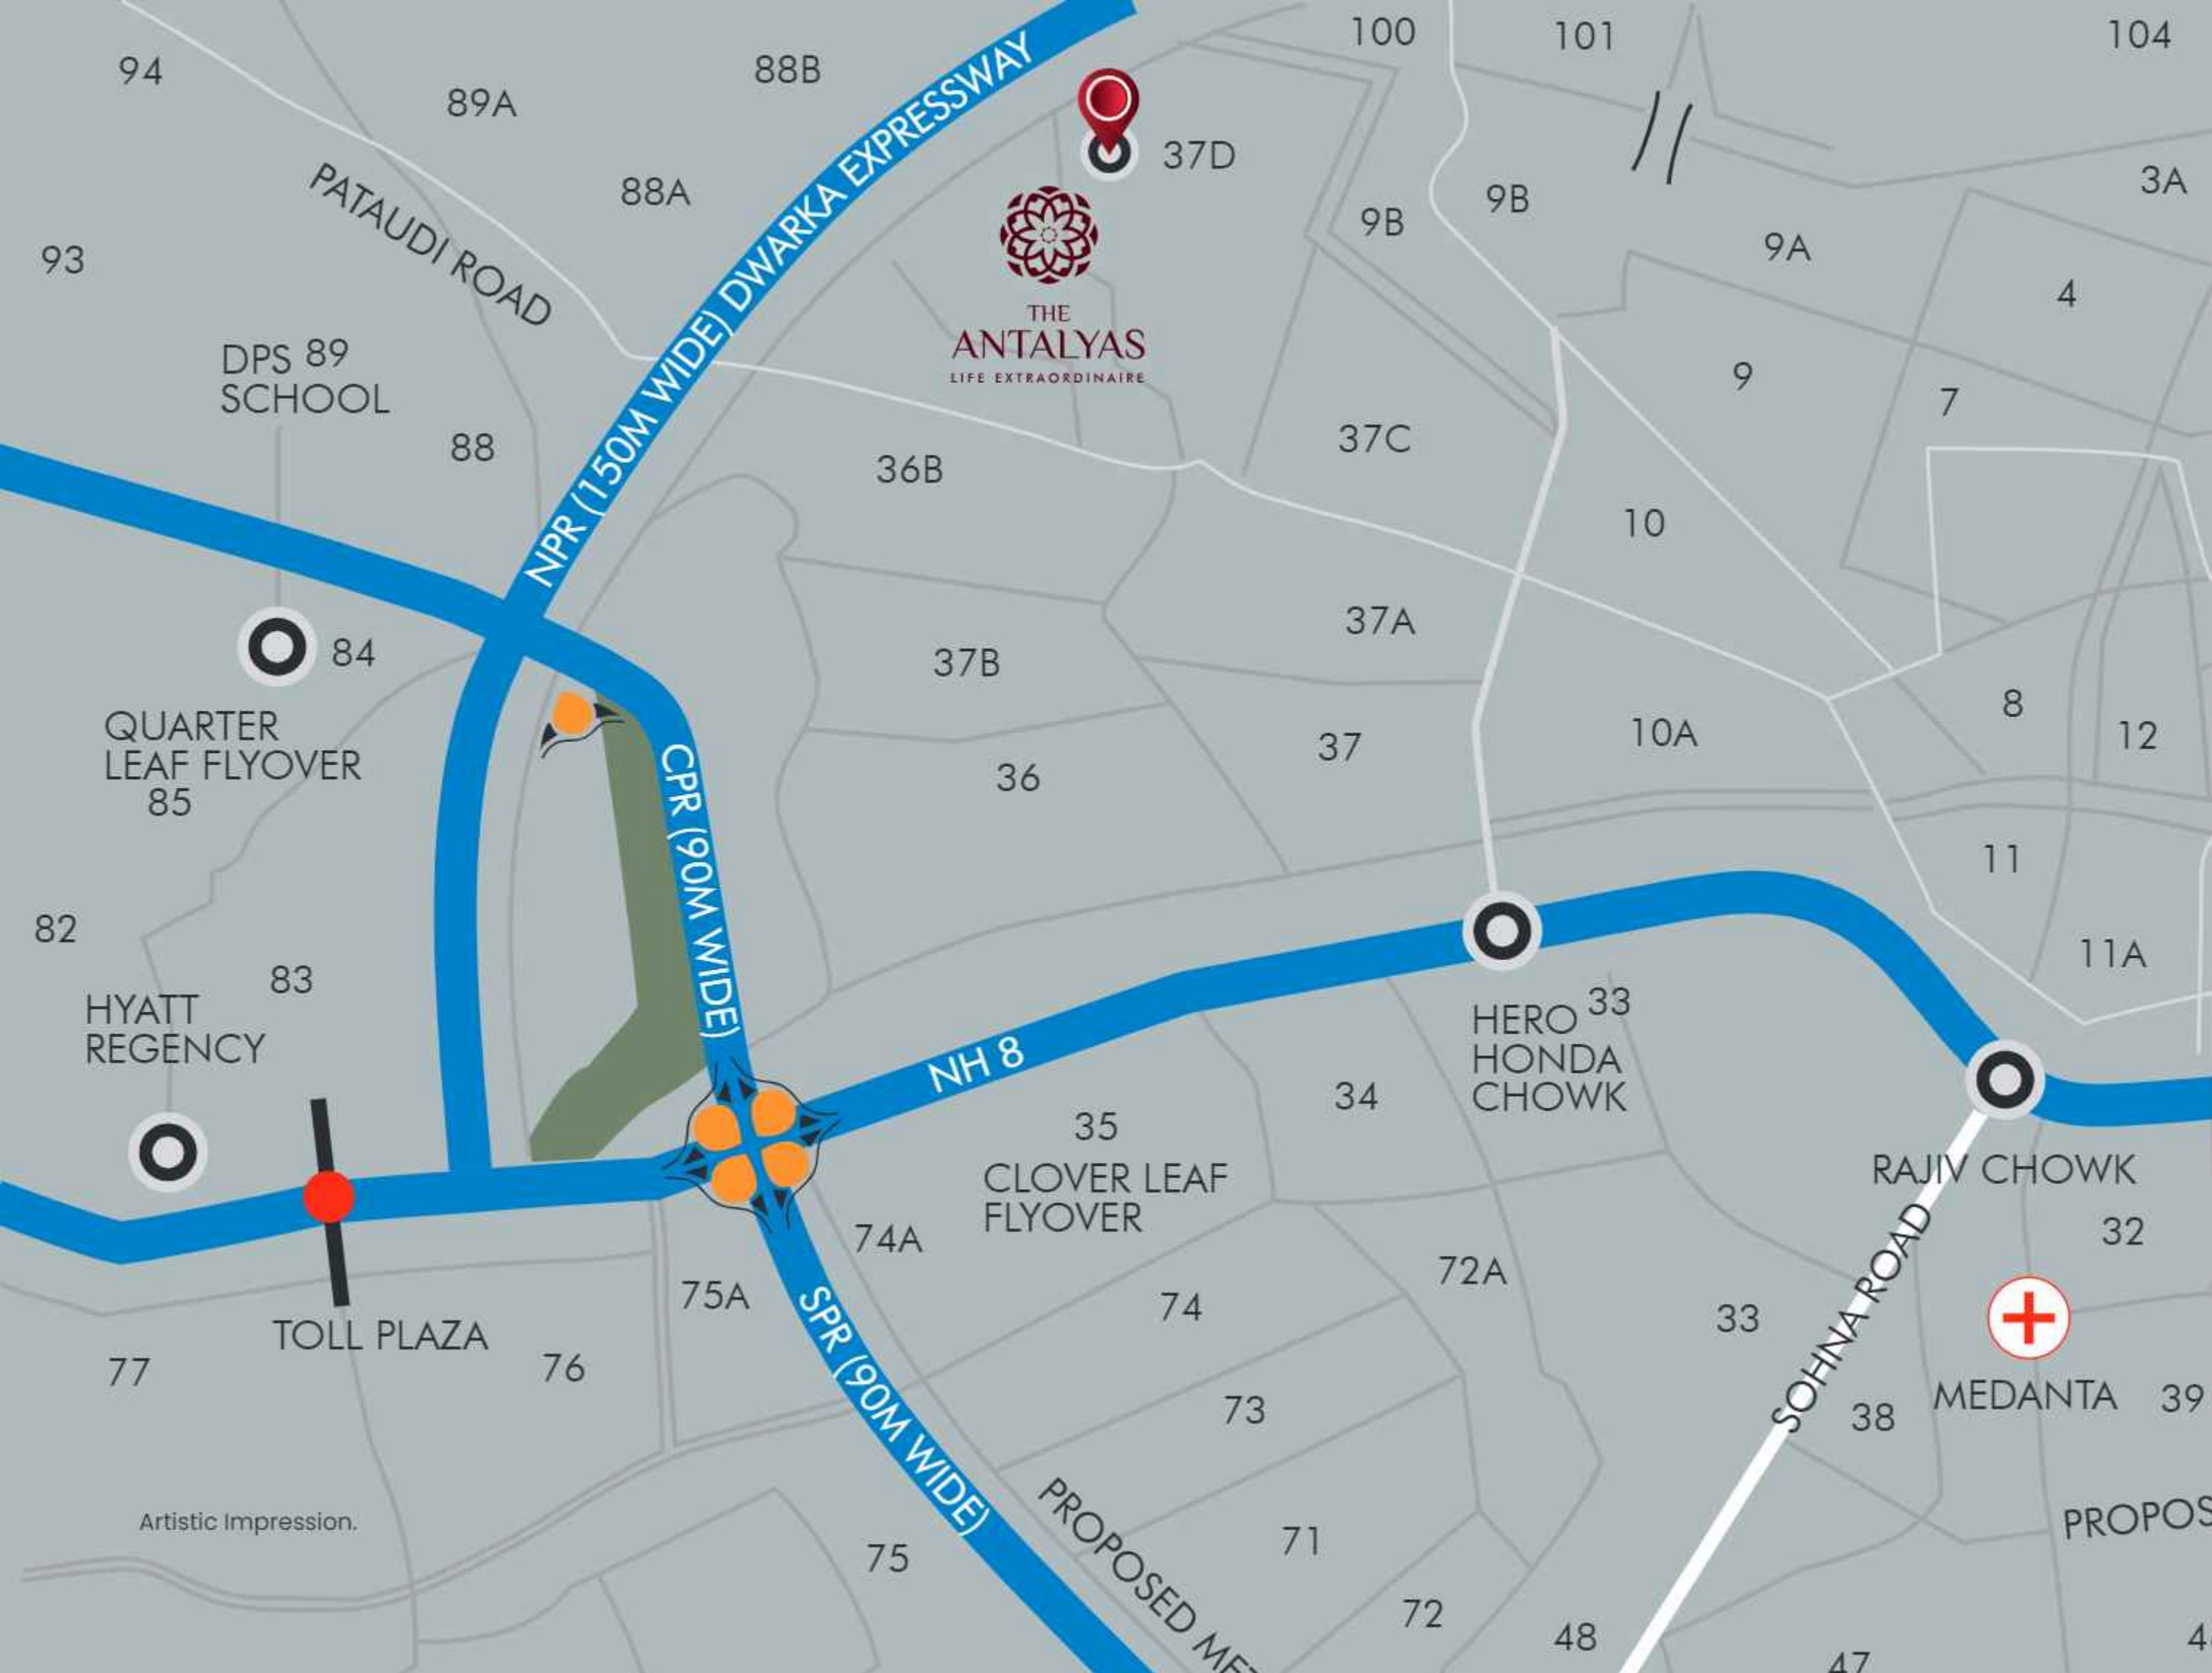 100
101
104
94
88B
89A
37D
3A
88A
9B
9B
9A
93
PATAUDI ROAD
NPR (150M WIDE) DWARKA EXPRESSWAY
4
THE
ANTALYAS
LIFE EXTRAORDINAIRE
DPS 89
SCHOOL
9
7
88
36B
37C
10
84
37B
37A
QUARTER
LEAF FLYOVER
85
CPR (90M WIDE)
36
37
10A
8
12
11
82
83
11A
HYATT
REGENCY
NH 8
HERO 33
HONDA
CHOWK
34
35
CLOVER LEAF
FLYOVER
RAJIV CHOWK
74A
32
75A
74
72A
33
SOHNA ROAD
TOLL PLAZA
77
76
SPR (90M WIDE)
73
38
MEDANTA
39
Artistic Impression.
PROPOSED
PROPOS
75
71
72
48
47